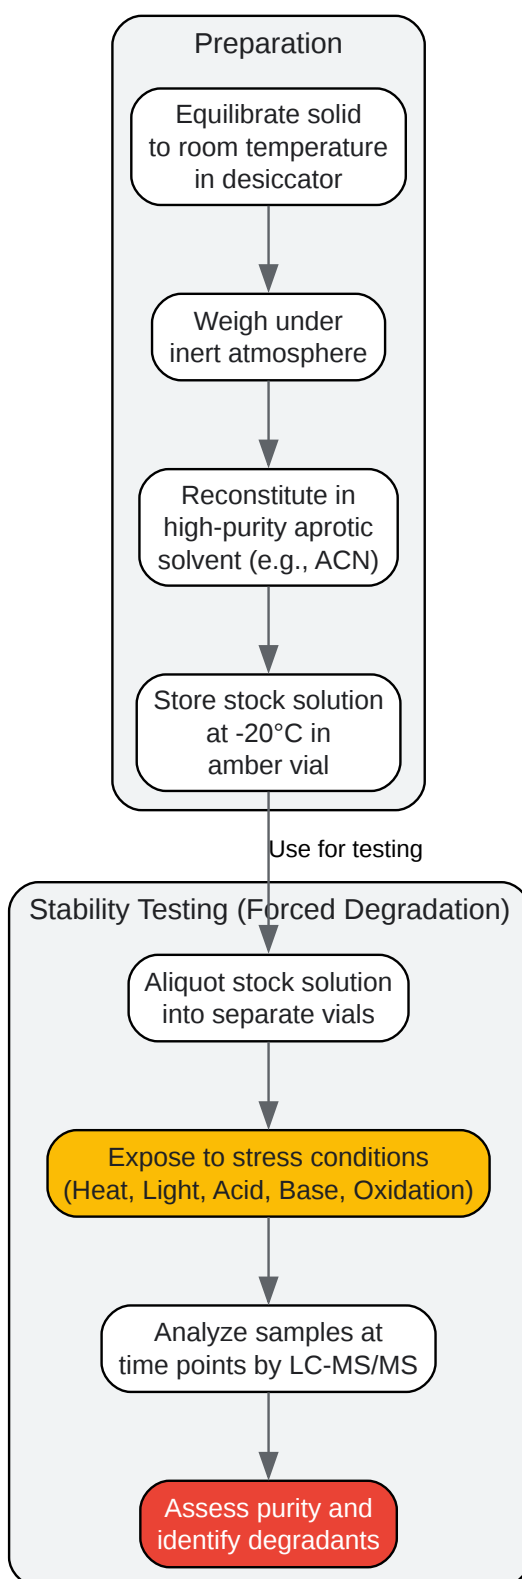 Preparation
Equilibrate solid
to room temperature
in desiccator
Weigh under
inert atmosphere
Reconstitute in
high-purity aprotic
solvent (e.g., ACN)
Store stock solution
at -20°C in
amber vial
Use for testing
Stability Testing (Forced Degradation)
Aliquot stock solution
into separate vials
Expose to stress conditions
(Heat, Light, Acid, Base, Oxidation)
Analyze samples at
time points by LC-MS/MS
Assess purity and
identify degradants